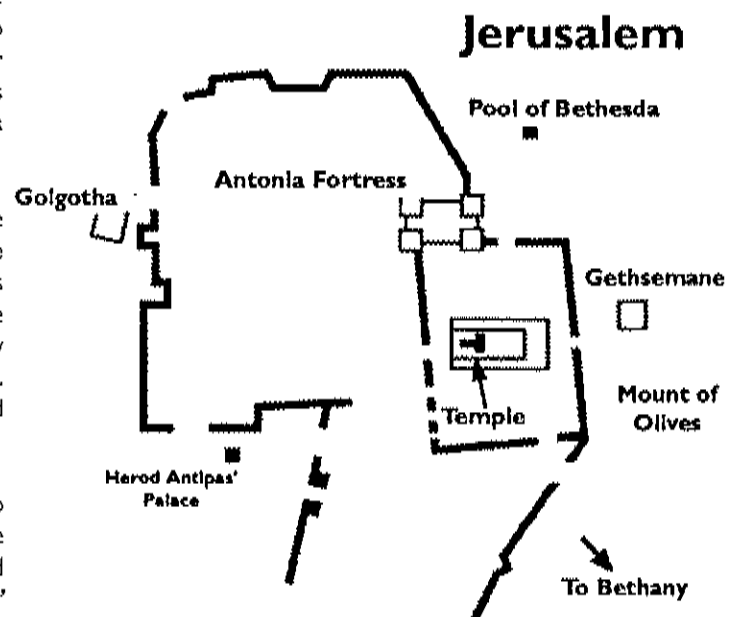 Jerusalem
Pool of Bethesda
Antonia Fortress
Golgotha
Gethsemane
Mount of
Olives
Temple
Herod Antipas'
Palace
To Bethany